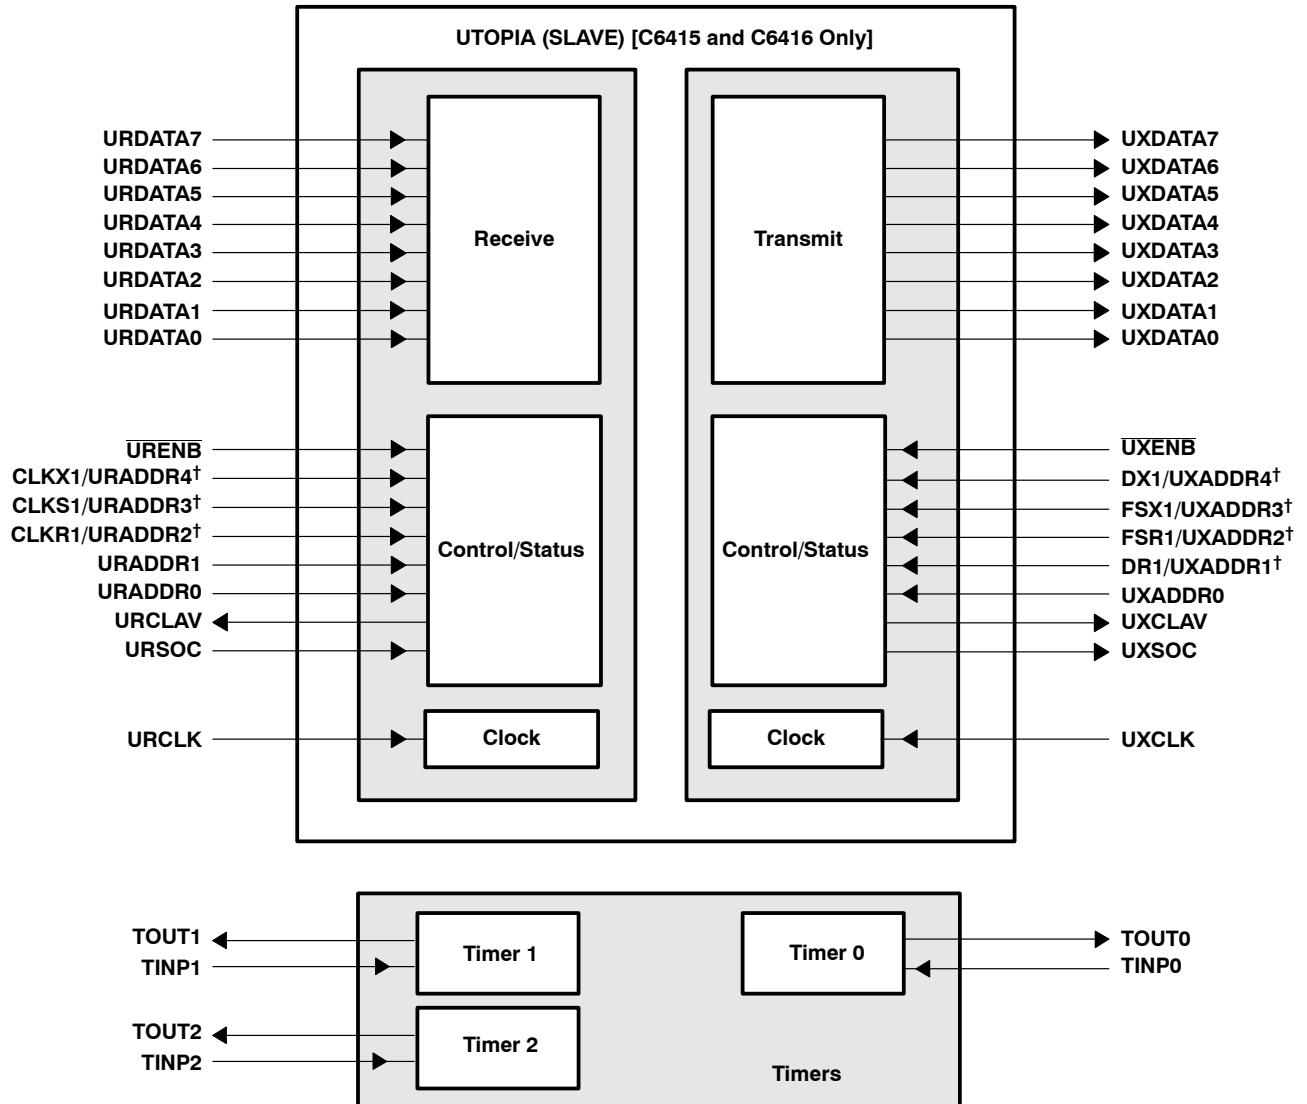 UTOPIA (SLAVE) [C6415 and C6416 Only]
URDATA7
URDATA6
URDATA5
URDATA4
URDATA3
URDATA2
URDATA1
URDATA0
Receive
Transmit
UXDATA7
UXDATA6
UXDATA5
UXDATA4
UXDATA3
UXDATA2
UXDATA1
UXDATA0
URENB
CLKX1/URADDR4†
CLKS1/URADDR3†
CLKR1/URADDR2†
URADDR1
URADDR0
URCLAV
URSOC
Control/Status
Control/Status
UXENB
DX1/UXADDR4†
FSX1/UXADDR3†
FSR1/UXADDR2†
DR1/UXADDR1†
UXADDR0
UXCLAV
UXSOC
URCLK
Clock
Clock
UXCLK
TOUT1
TINP1
Timer 1
Timer 0
TOUT0
TINP0
TOUT2
TINP2
Timer 2
Timers